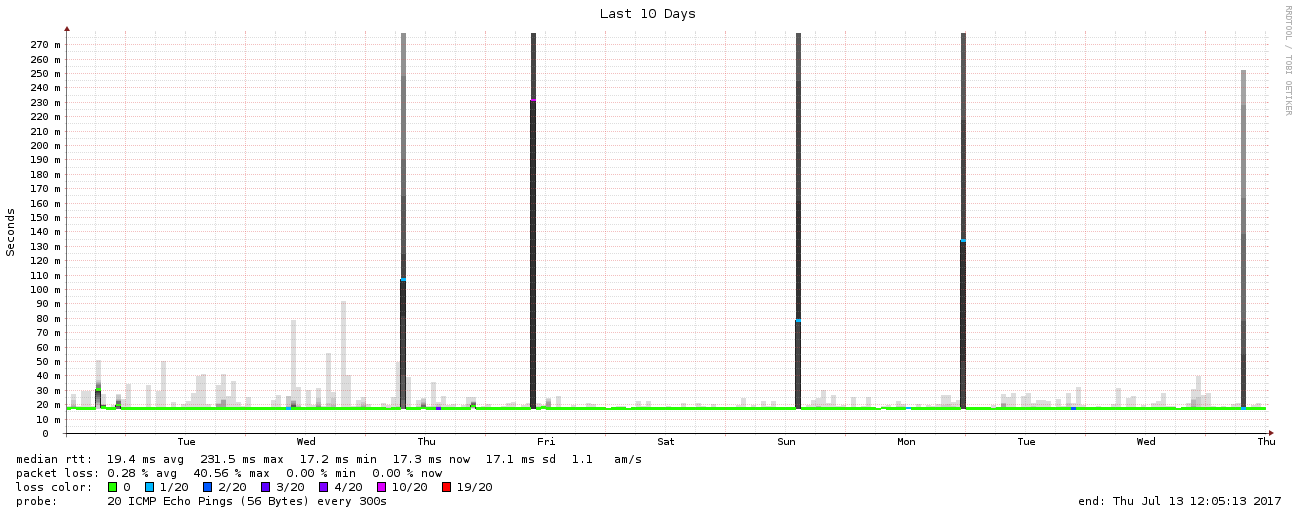 Last 10 Days
RRDTOOL / TOBI OETIKER
Seconds
270 m
260 m
250 m
240 m
230 m
220 m
210 m
200 m
190 m
180 m
170 m
160 m
150 m
140 m
130 m
120 m
110 m
100 m
90 m
80 m
70 m
60 m
50 m
40 m
30 m
20 m
10 m
0
Tue Wed Thu Fri Sat Sun Mon Tue Wed Thu
median rtt: 19.4 ms avg 231.5 ms max 17.2 ms min 17.3 ms now 17.1 ms sd 1.1 am/s
packet loss: 0.28 % avg 40.56 % max 0.00 % min 0.00 % now
loss color: 0 1/20 2/20 3/20 4/20 10/20 19/20
probe: 20 ICMP Echo Pings (56 Bytes) every 300s end: Thu Jul 13 12:05:13 2017